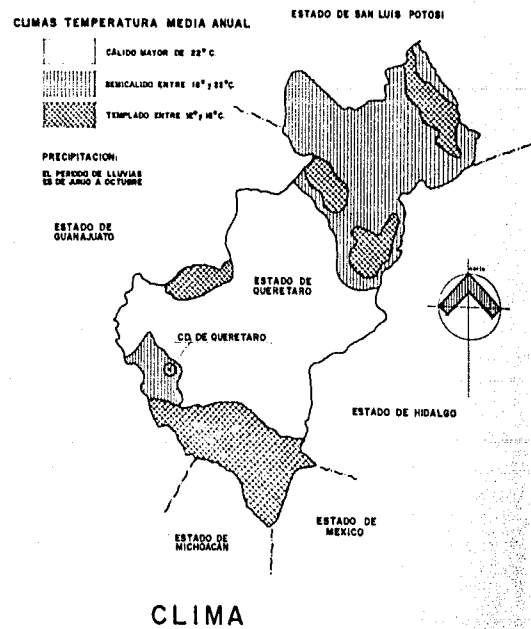 ESTADO DE SAN LUIS POTOSI
CLIMAS TEMPERATURA MEDIA ANUAL
CÁLIDO MAYOR DE 22° C.
SEMICALIDO ENTRE 18° y 22°C.
TEMPLADO ENTRE 12° y 18°C.
PRECIPITACION:
EL PERIODO DE LLUVIAS
ES DE JUNIO A OCTUBRE
ESTADO DE
GUANAJUATO
ESTADO DE
QUERETARO
norte
CD. DE QUERETARO
ESTADO DE HIDALGO
ESTADO DE
MICHOACÁN
ESTADO DE
MEXICO
CLIMA